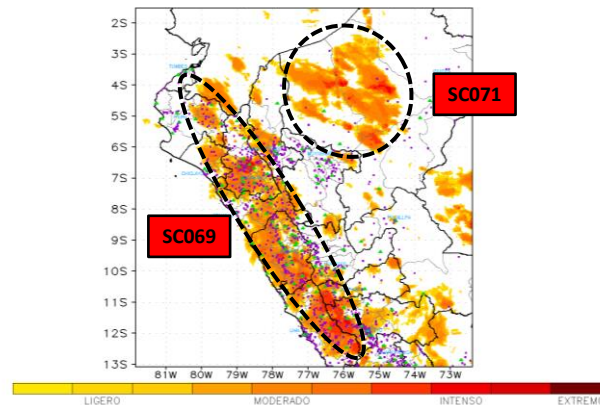 2S
3S
4S
SC071
5S
6S
7S
8S
SC069
9S
10S
11S
12S
13S
81W 80W 79W 78W 77W 76W 75W 74W 73W
LIGERO MODERADO INTENSO EXTREMO